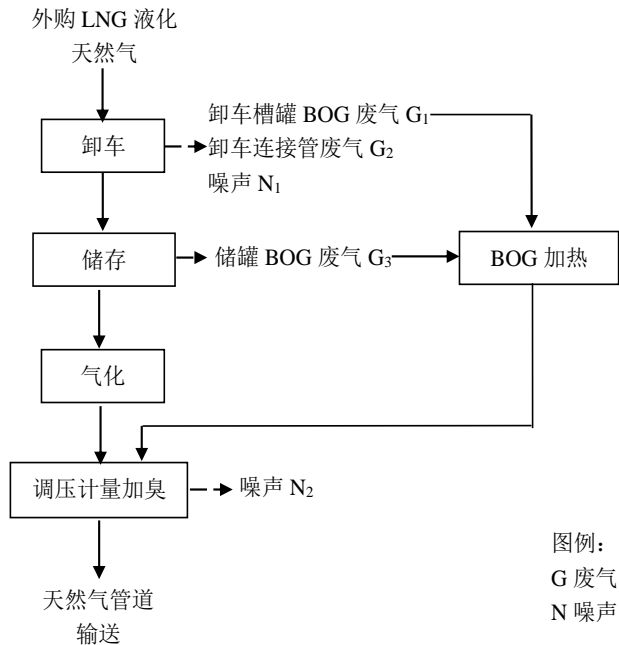 外购 LNG 液化
天然气
卸车槽罐 BOG 废气 G₁
卸车
卸车连接管废气 G₂
噪声 N₁
储存
储罐 BOG 废气 G₃
BOG 加热
气化
调压计量加臭
噪声 N₂
图例：
G 废气
N 噪声
天然气管道
输送